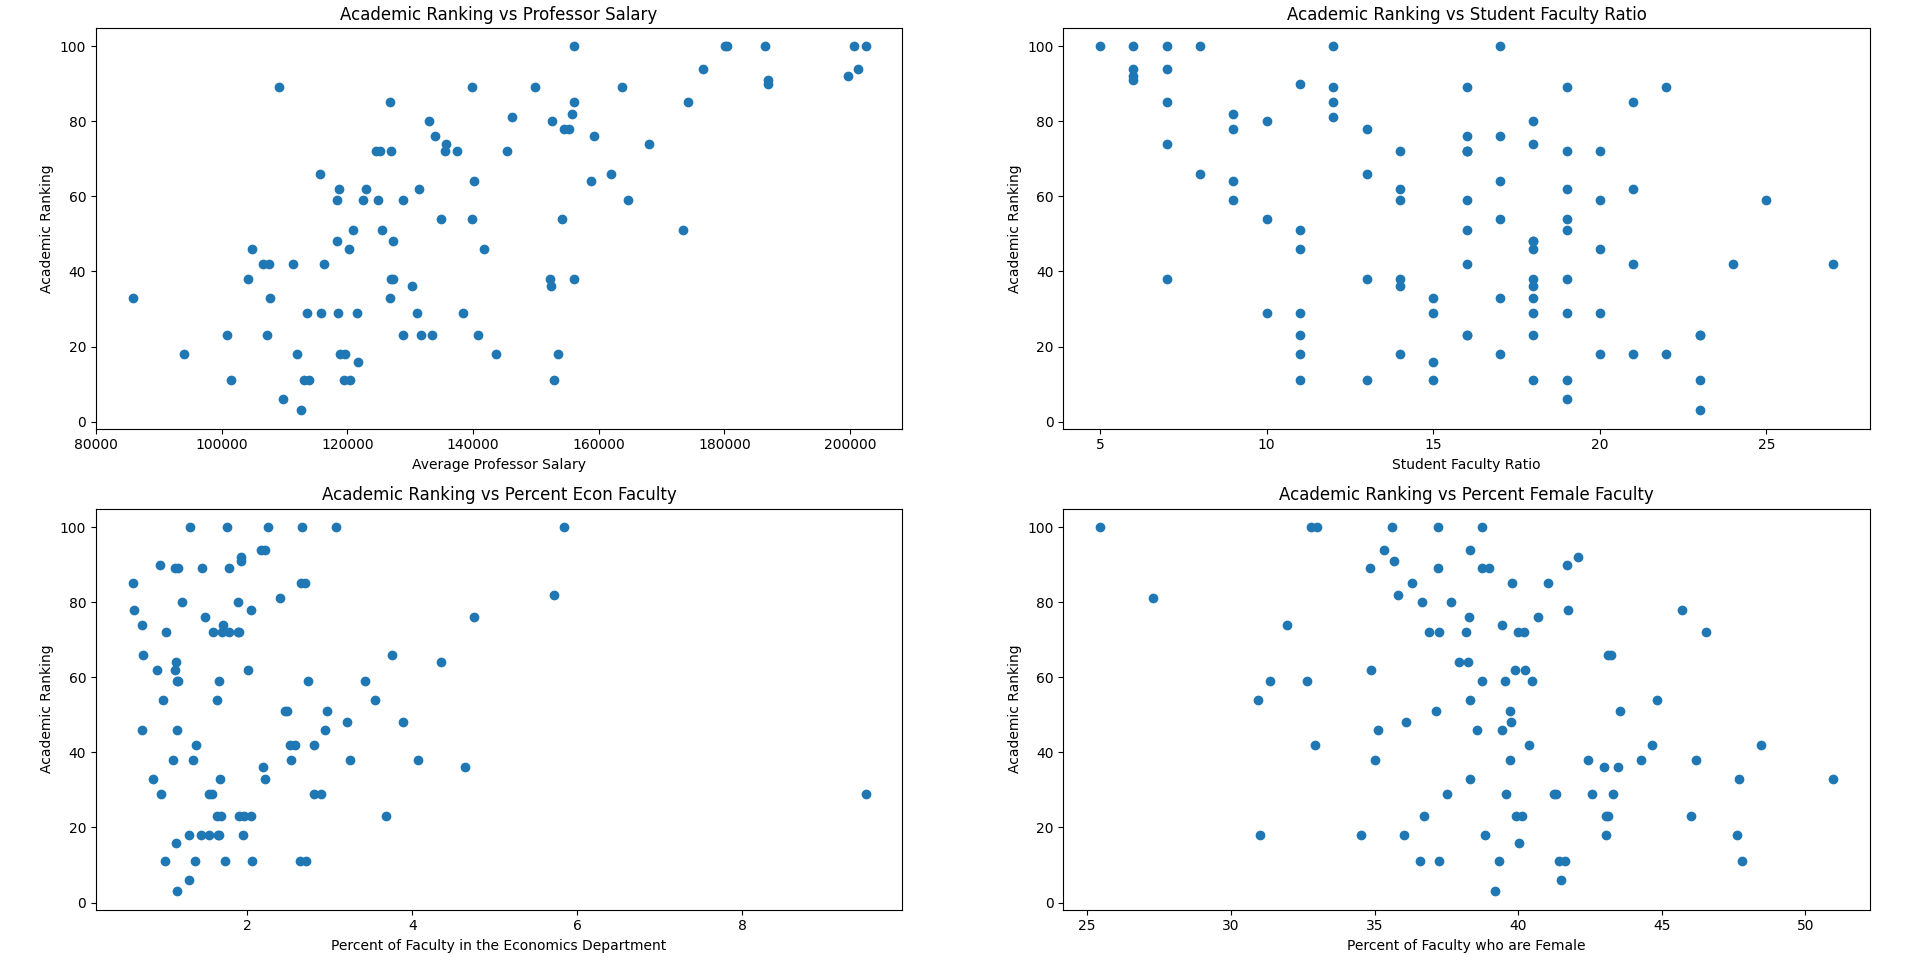 Academic Ranking vs Professor Salary
Academic Ranking
100
80
60
40
20
0
80000 100000 120000 140000 160000 180000 200000
Average Professor Salary
Academic Ranking vs Student Faculty Ratio
Academic Ranking
100
80
60
40
20
0
5 10 15 20 25
Student Faculty Ratio
Academic Ranking vs Percent Econ Faculty
Academic Ranking
100
80
60
40
20
0
2 4 6 8
Percent of Faculty in the Economics Department
Academic Ranking vs Percent Female Faculty
Academic Ranking
100
80
60
40
20
0
25 30 35 40 45 50
Percent of Faculty who are Female